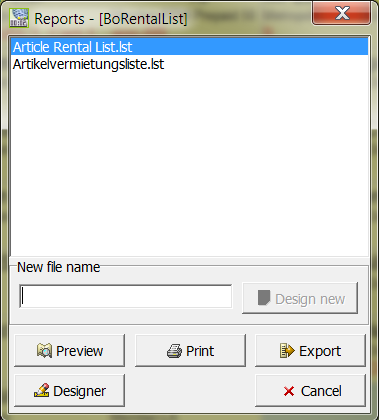 Reports - [BoRentalList]
Article Rental List.lst
Artikelvermietungsliste.lst
New file name
Design new
Preview
Print
Export
Designer
Cancel